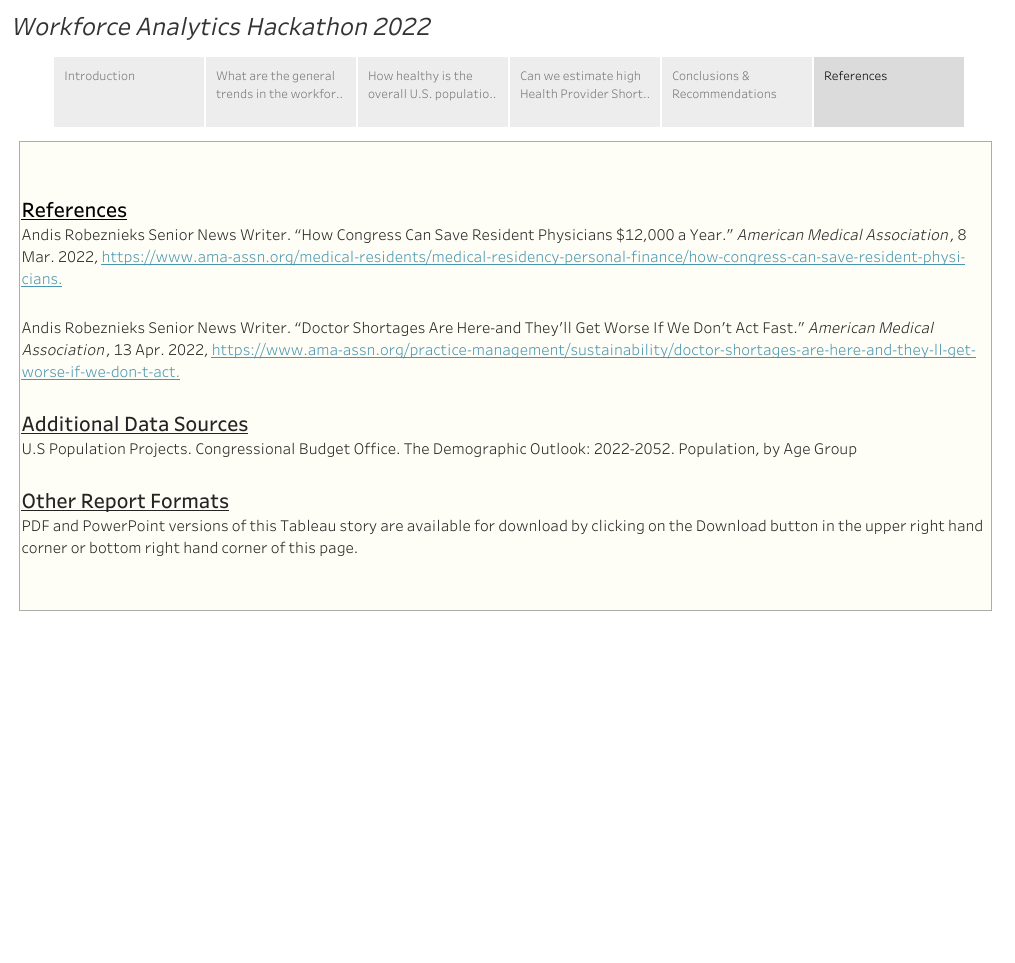 Workforce Analytics Hackathon 2022
Introduction
What are the general
trends in the workfor..
How healthy is the
overall U.S. populatio..
Can we estimate high
Health Provider Short..
Conclusions &
Recommendations
References
References
Andis Robeznieks Senior News Writer. “How Congress Can Save Resident Physicians $12,000 a Year.” American Medical Association, 8
Mar. 2022, https://www.ama-assn.org/medical-residents/medical-residency-personal-finance/how-congress-can-save-resident-physi-
cians.
Andis Robeznieks Senior News Writer. “Doctor Shortages Are Here-and They’ll Get Worse If We Don’t Act Fast.” American Medical
Association, 13 Apr. 2022, https://www.ama-assn.org/practice-management/sustainability/doctor-shortages-are-here-and-they-ll-get-
worse-if-we-don-t-act.
Additional Data Sources
U.S Population Projects. Congressional Budget Office. The Demographic Outlook: 2022-2052. Population, by Age Group
Other Report Formats
PDF and PowerPoint versions of this Tableau story are available for download by clicking on the Download button in the upper right hand
corner or bottom right hand corner of this page.